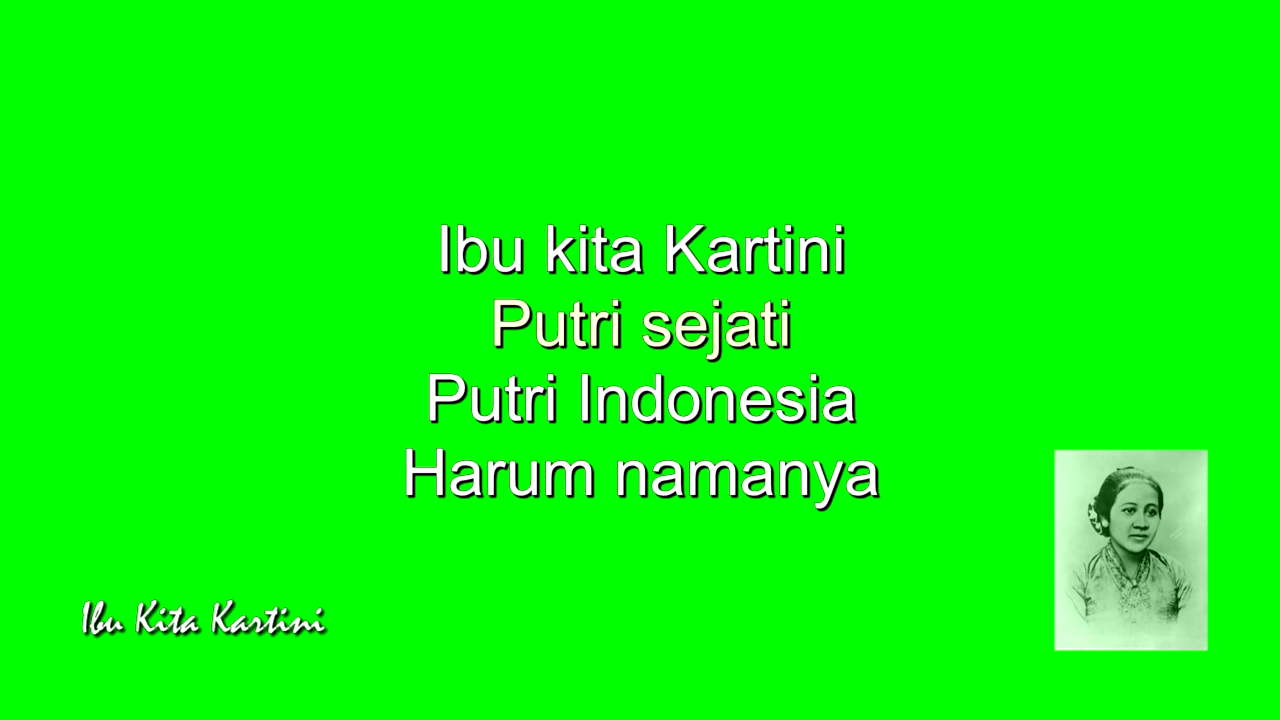 Ibu kita Kartini
Putri sejati
Putri Indonesia
Harum namanya
Ibu Kita Kartini